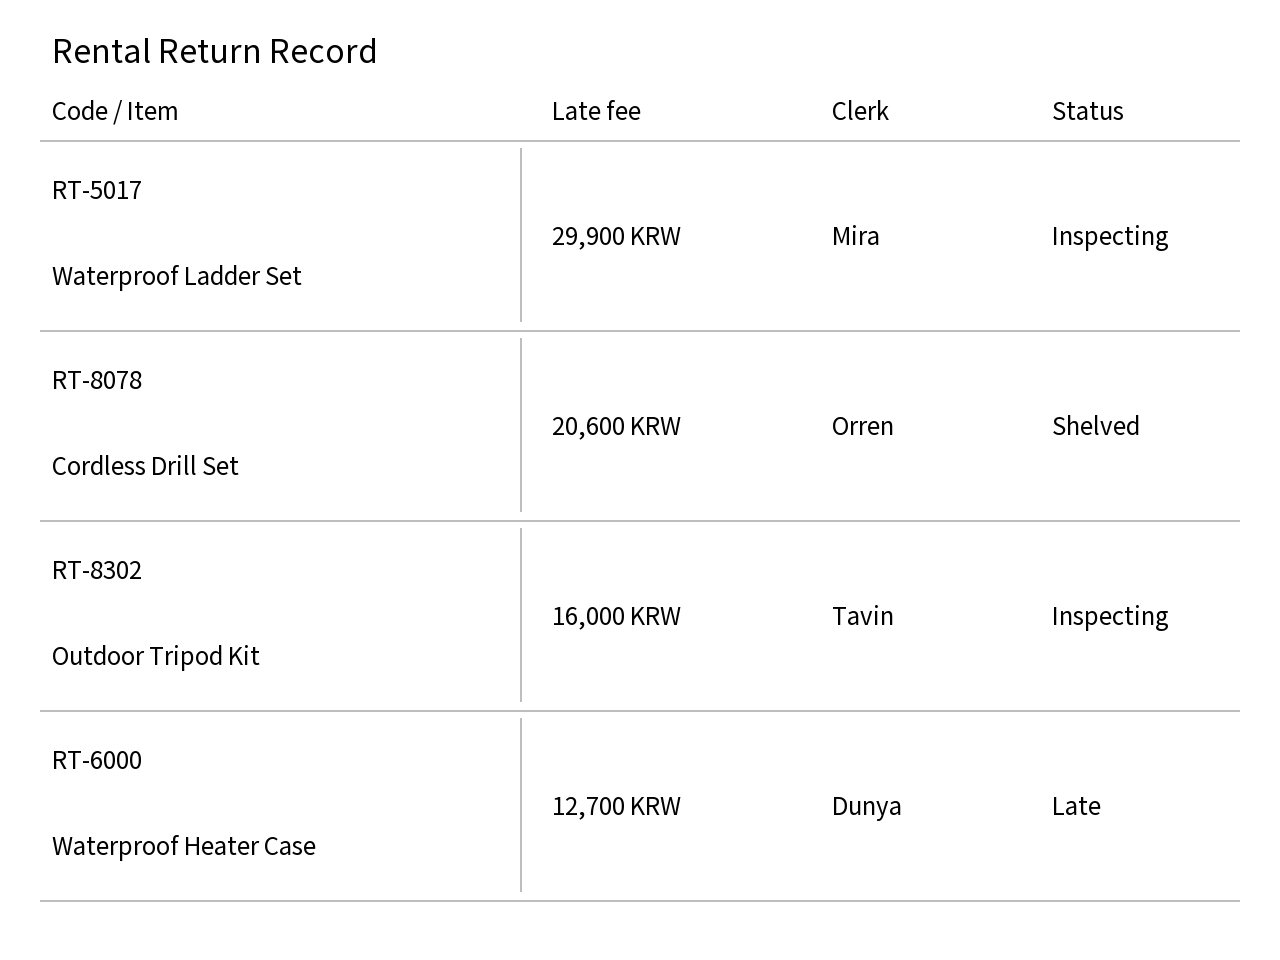 Rental Return Record
Code / Item Late fee Clerk Status
RT-5017
Waterproof Ladder Set
29,900 KRW Mira Inspecting
RT-8078
Cordless Drill Set
20,600 KRW Orren Shelved
RT-8302
Outdoor Tripod Kit
16,000 KRW Tavin Inspecting
RT-6000
Waterproof Heater Case
12,700 KRW Dunya Late